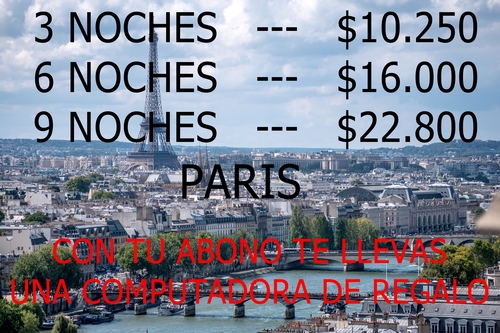 3 NOCHES --- $10.250
6 NOCHES --- $16.000
9 NOCHES --- $22.800
PARIS
CON TU ABONO TE LLEVAS
UNA COMPUTADORA DE REGALO